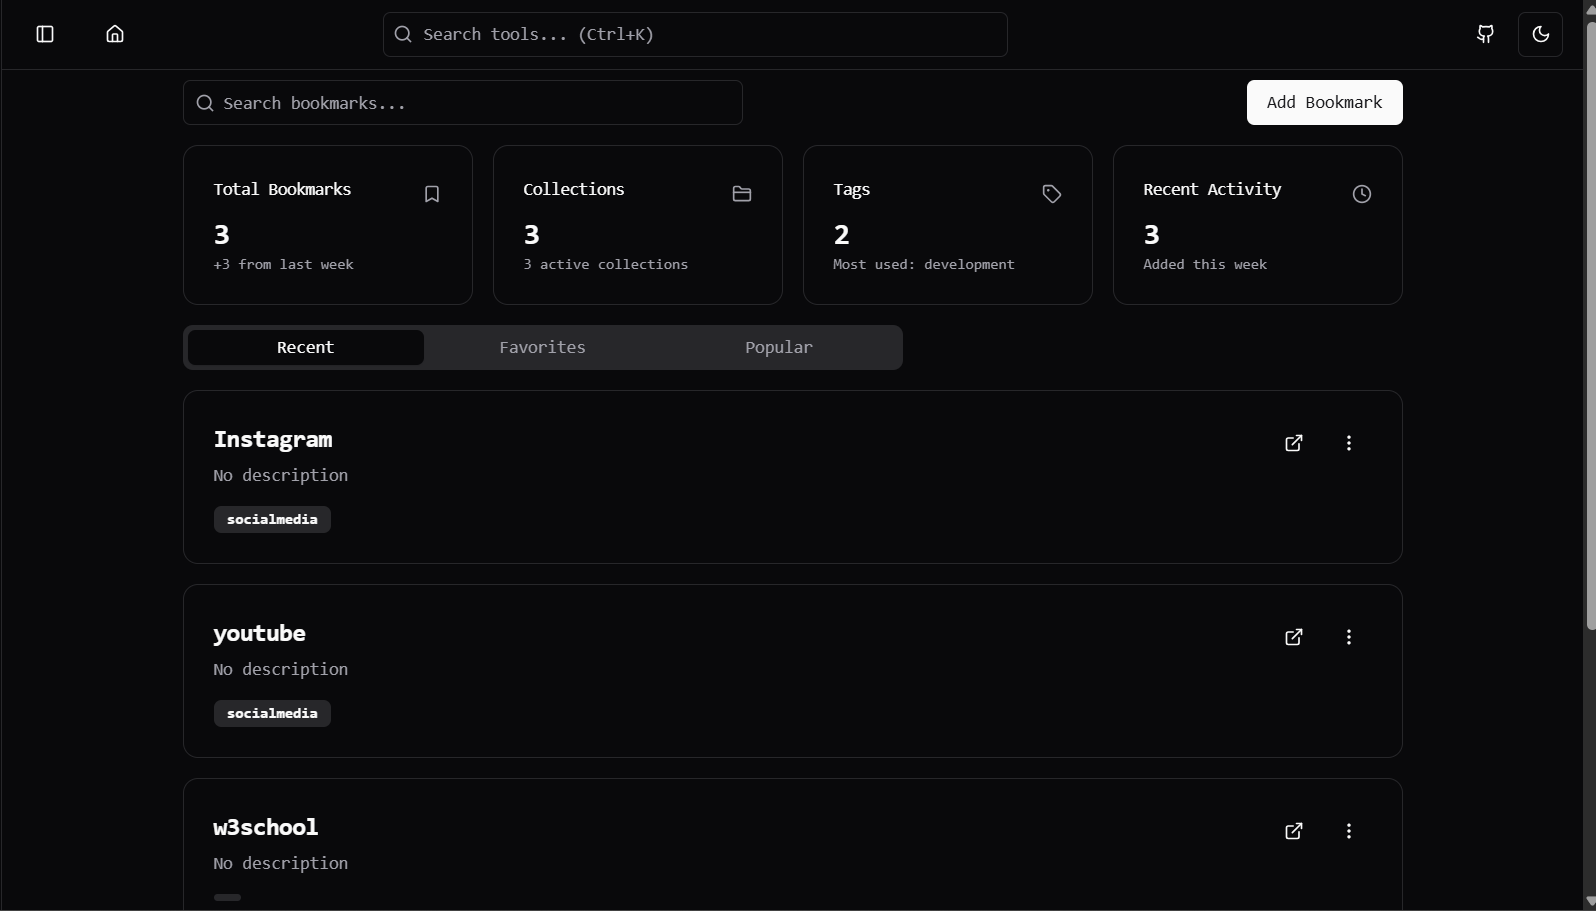 Search tools... (Ctrl+K)
Search bookmarks...
Add Bookmark
Total Bookmarks
3
+3 from last week
Collections
3
3 active collections
Tags
2
Most used: development
Recent Activity
3
Added this week
Recent
Favorites
Popular
Instagram
No description
socialmedia
youtube
No description
socialmedia
w3school
No description